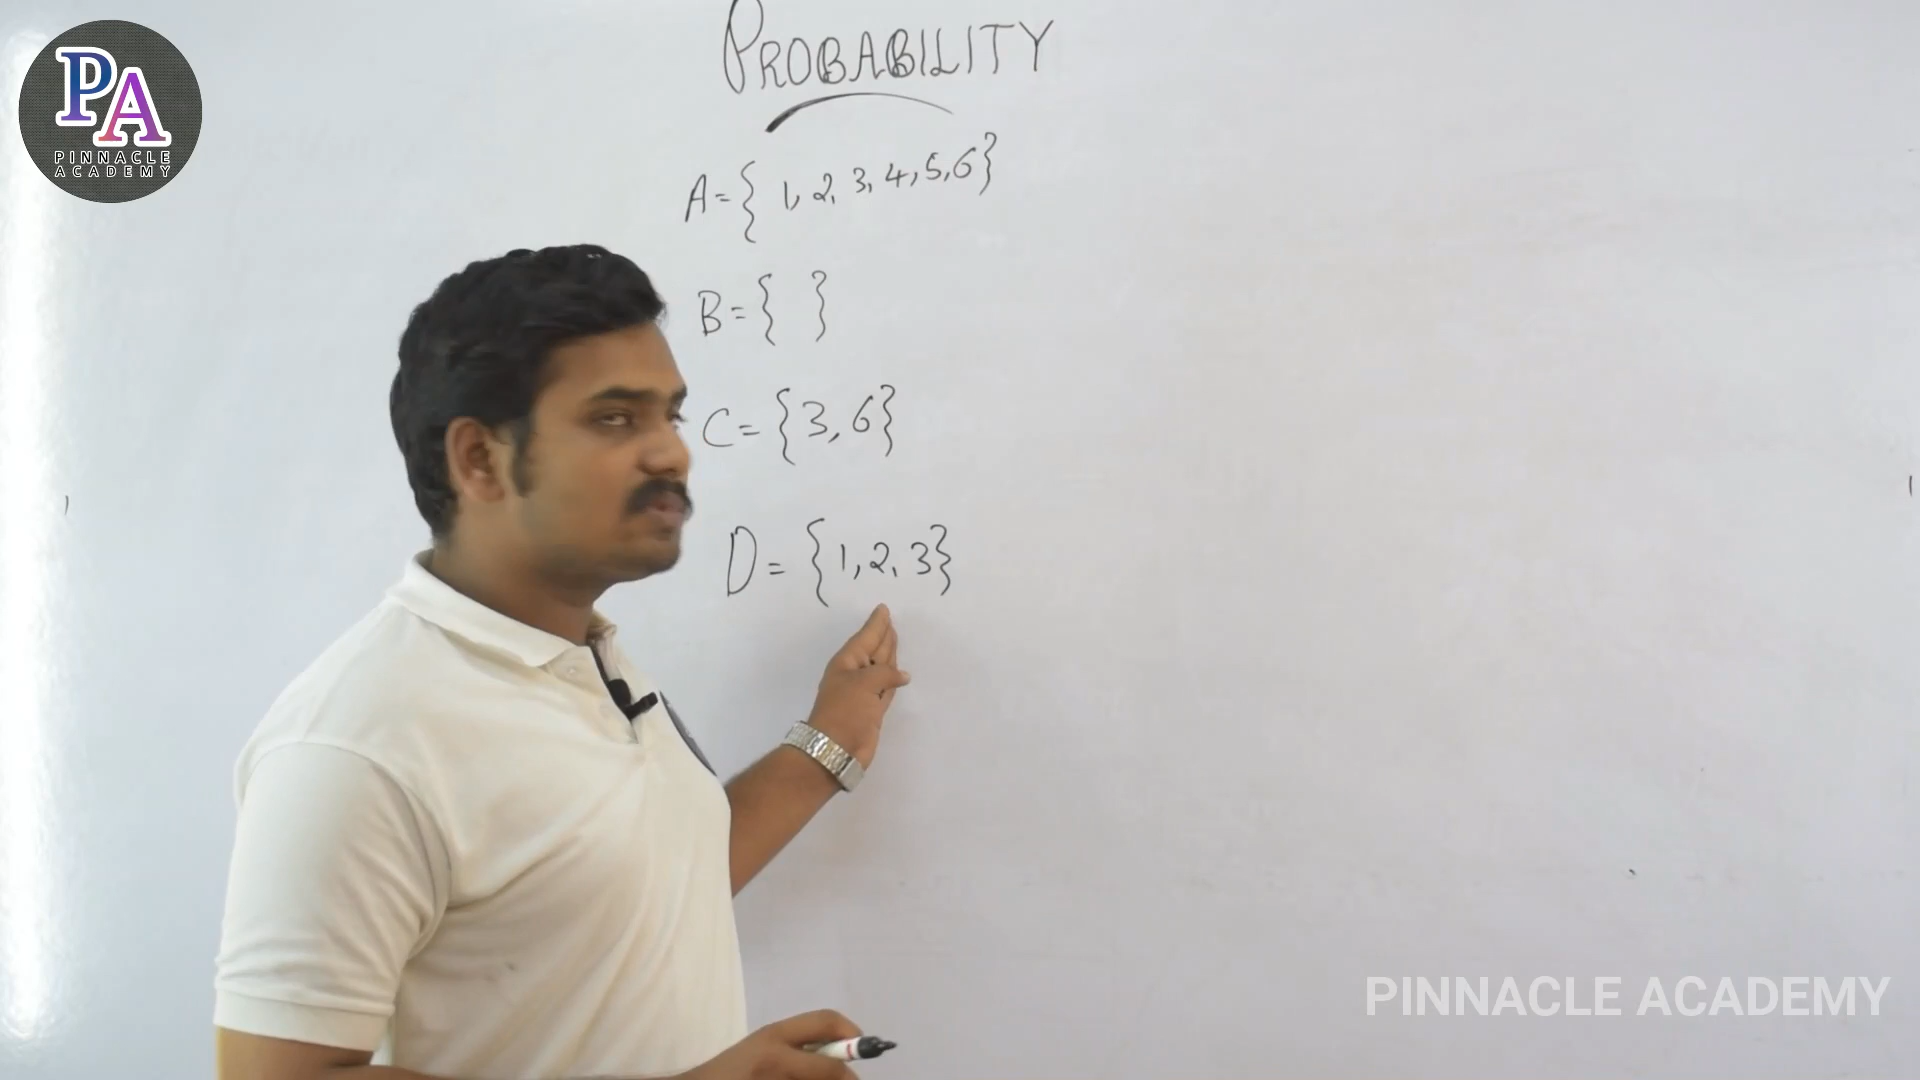 PROBABILITY
PA
PINNACLE
ACADEMY
A={ 1, 2, 3, 4, 5, 6}
B={ }
C={3, 6}
D={1, 2, 3}
PINNACLE ACADEMY